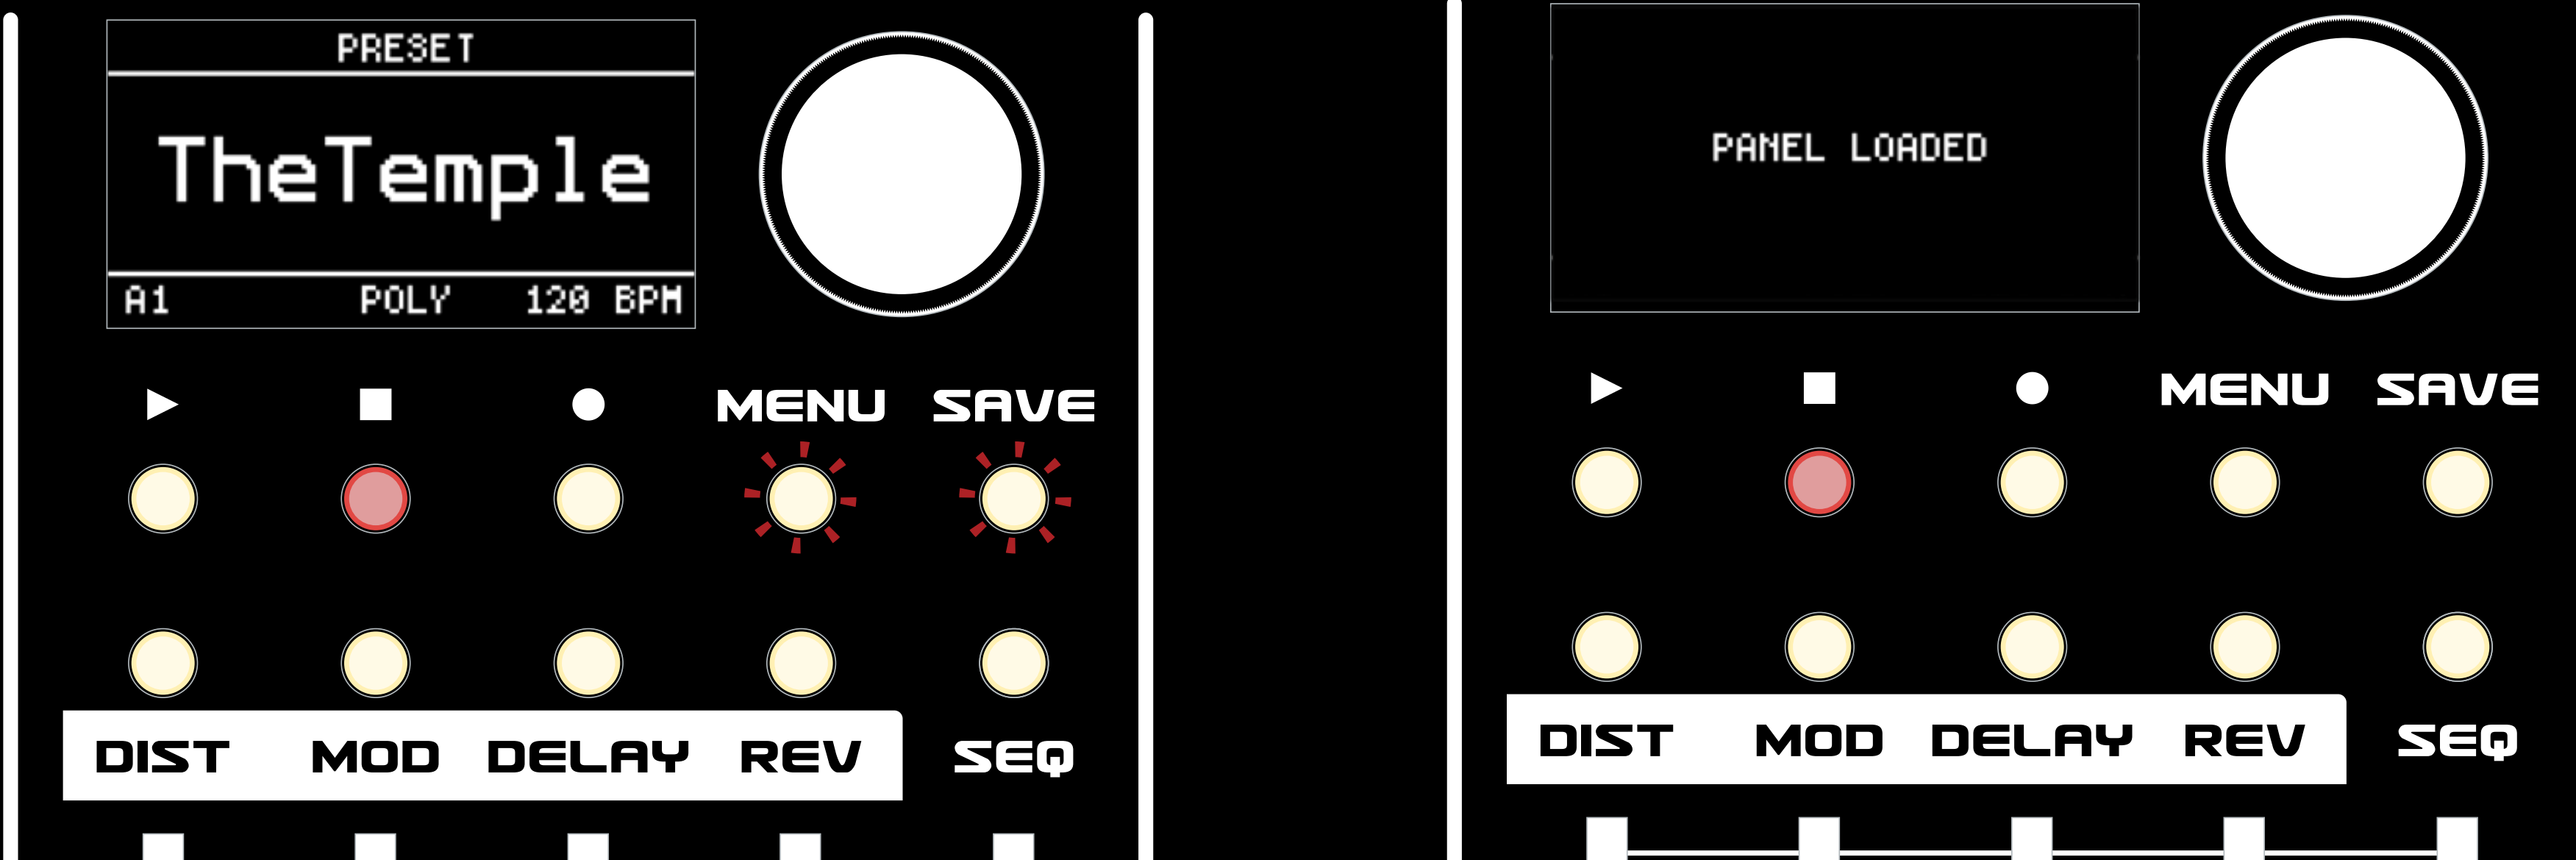 PRESET
TheTemple
A1 POLY 120 BPM
MENU SAVE
DIST MOD DELAY REV SEQ
PANEL LOADED
MENU SAVE
DIST MOD DELAY REV SEQ